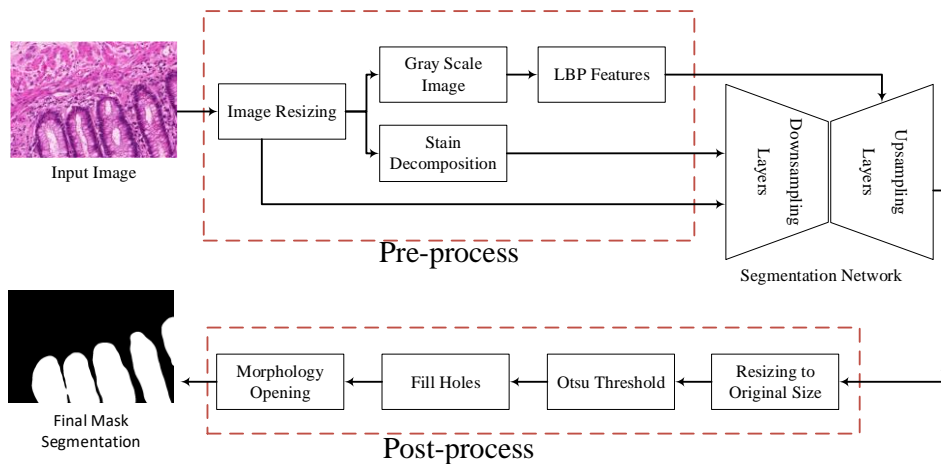 Input Image
Image Resizing
Gray Scale
Image
LBP Features
Stain
Decomposition
Pre-process
Downsampling
Layers
Upsampling
Layers
Segmentation Network
Resizing to
Original Size
Otsu Threshold
Fill Holes
Morphology
Opening
Post-process
Final Mask
Segmentation